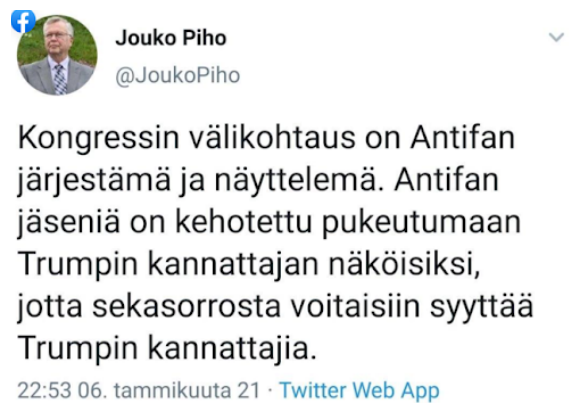 Jouko Piho
@JoukoPiho
Kongressin välikohtaus on Antifan
järjestämä ja näyttelemä. Antifan
jäseniä on kehotettu pukeutumaan
Trumpin kannattajan näköisiksi,
jotta sekasorrosta voitaisiin syyttää
Trumpin kannattajia.
22:53 06. tammikuuta 21 · Twitter Web App